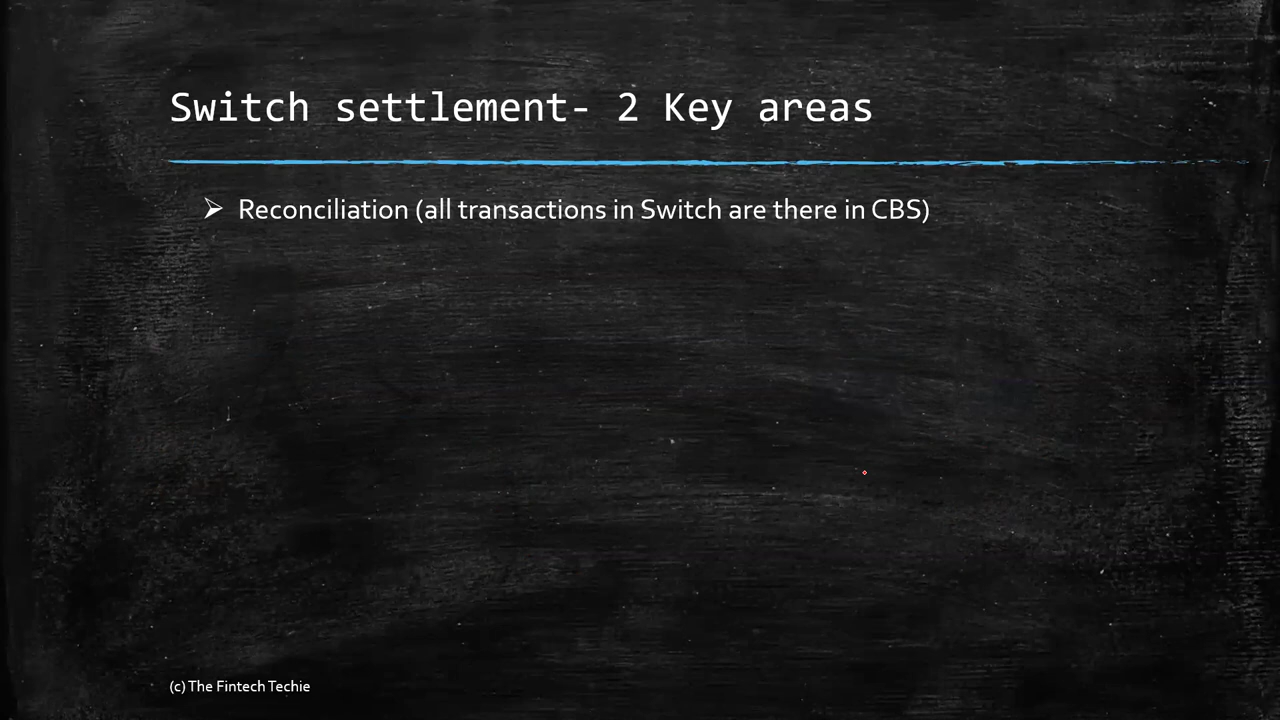 Switch settlement- 2 Key areas
Reconciliation (all transactions in Switch are there in CBS)
(c) The Fintech Techie